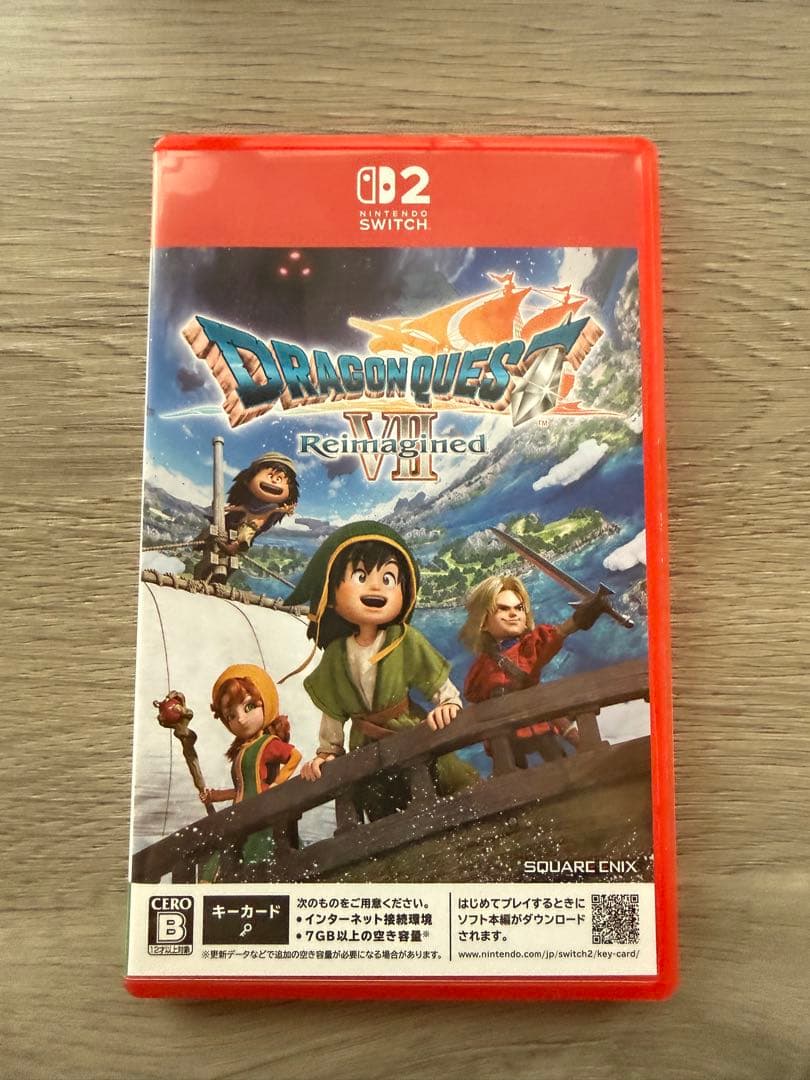 2
NINTENDO
SWITCH
DRAGON QUEST
TM
VII
Reimagined
SQUARE ENIX
CERO
B
12才以上対象
キーカード
次のものをご用意ください。
•インターネット接続環境
•7GB以上の空き容量※
※更新データなどで追加の空き容量が必要になる場合があります。
はじめてプレイするときに
ソフト本編がダウンロード
されます。
www.nintendo.com/jp/switch2/key-card/